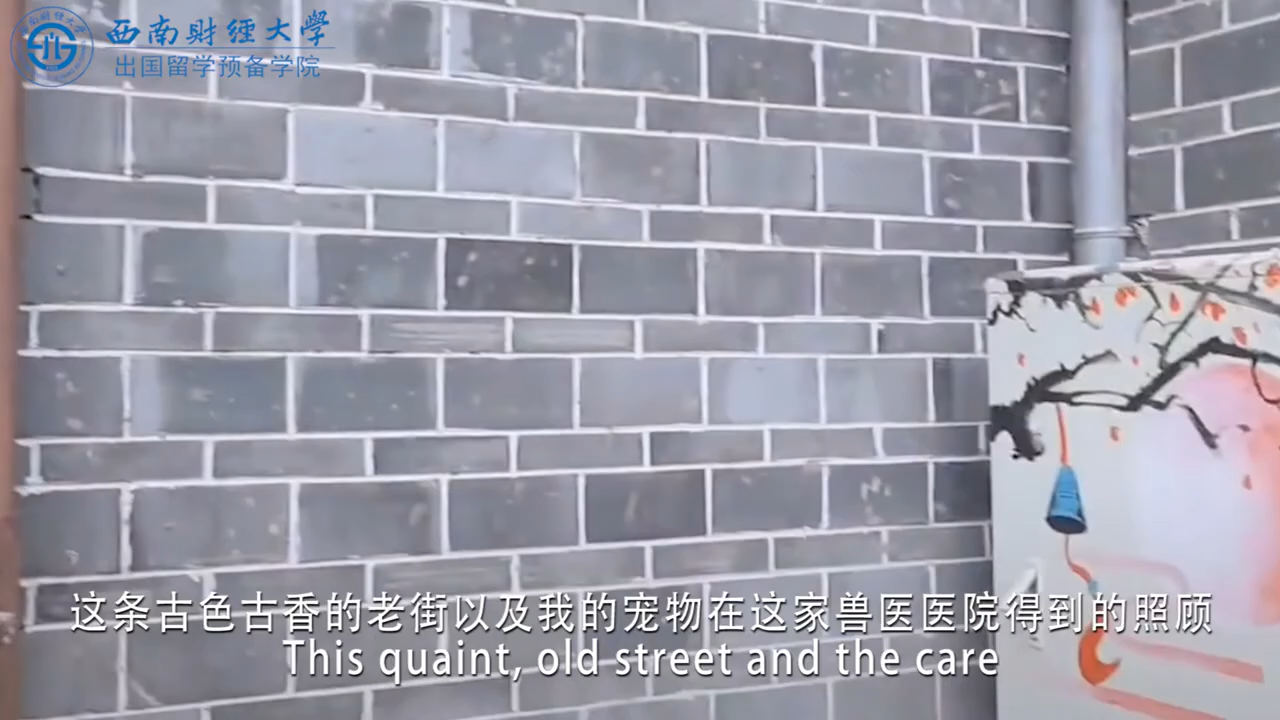 西南财经大学
出国留学预备学院
这条古色古香的老街以及我的宠物在这家兽医医院得到的照顾
This quaint, old street and the care